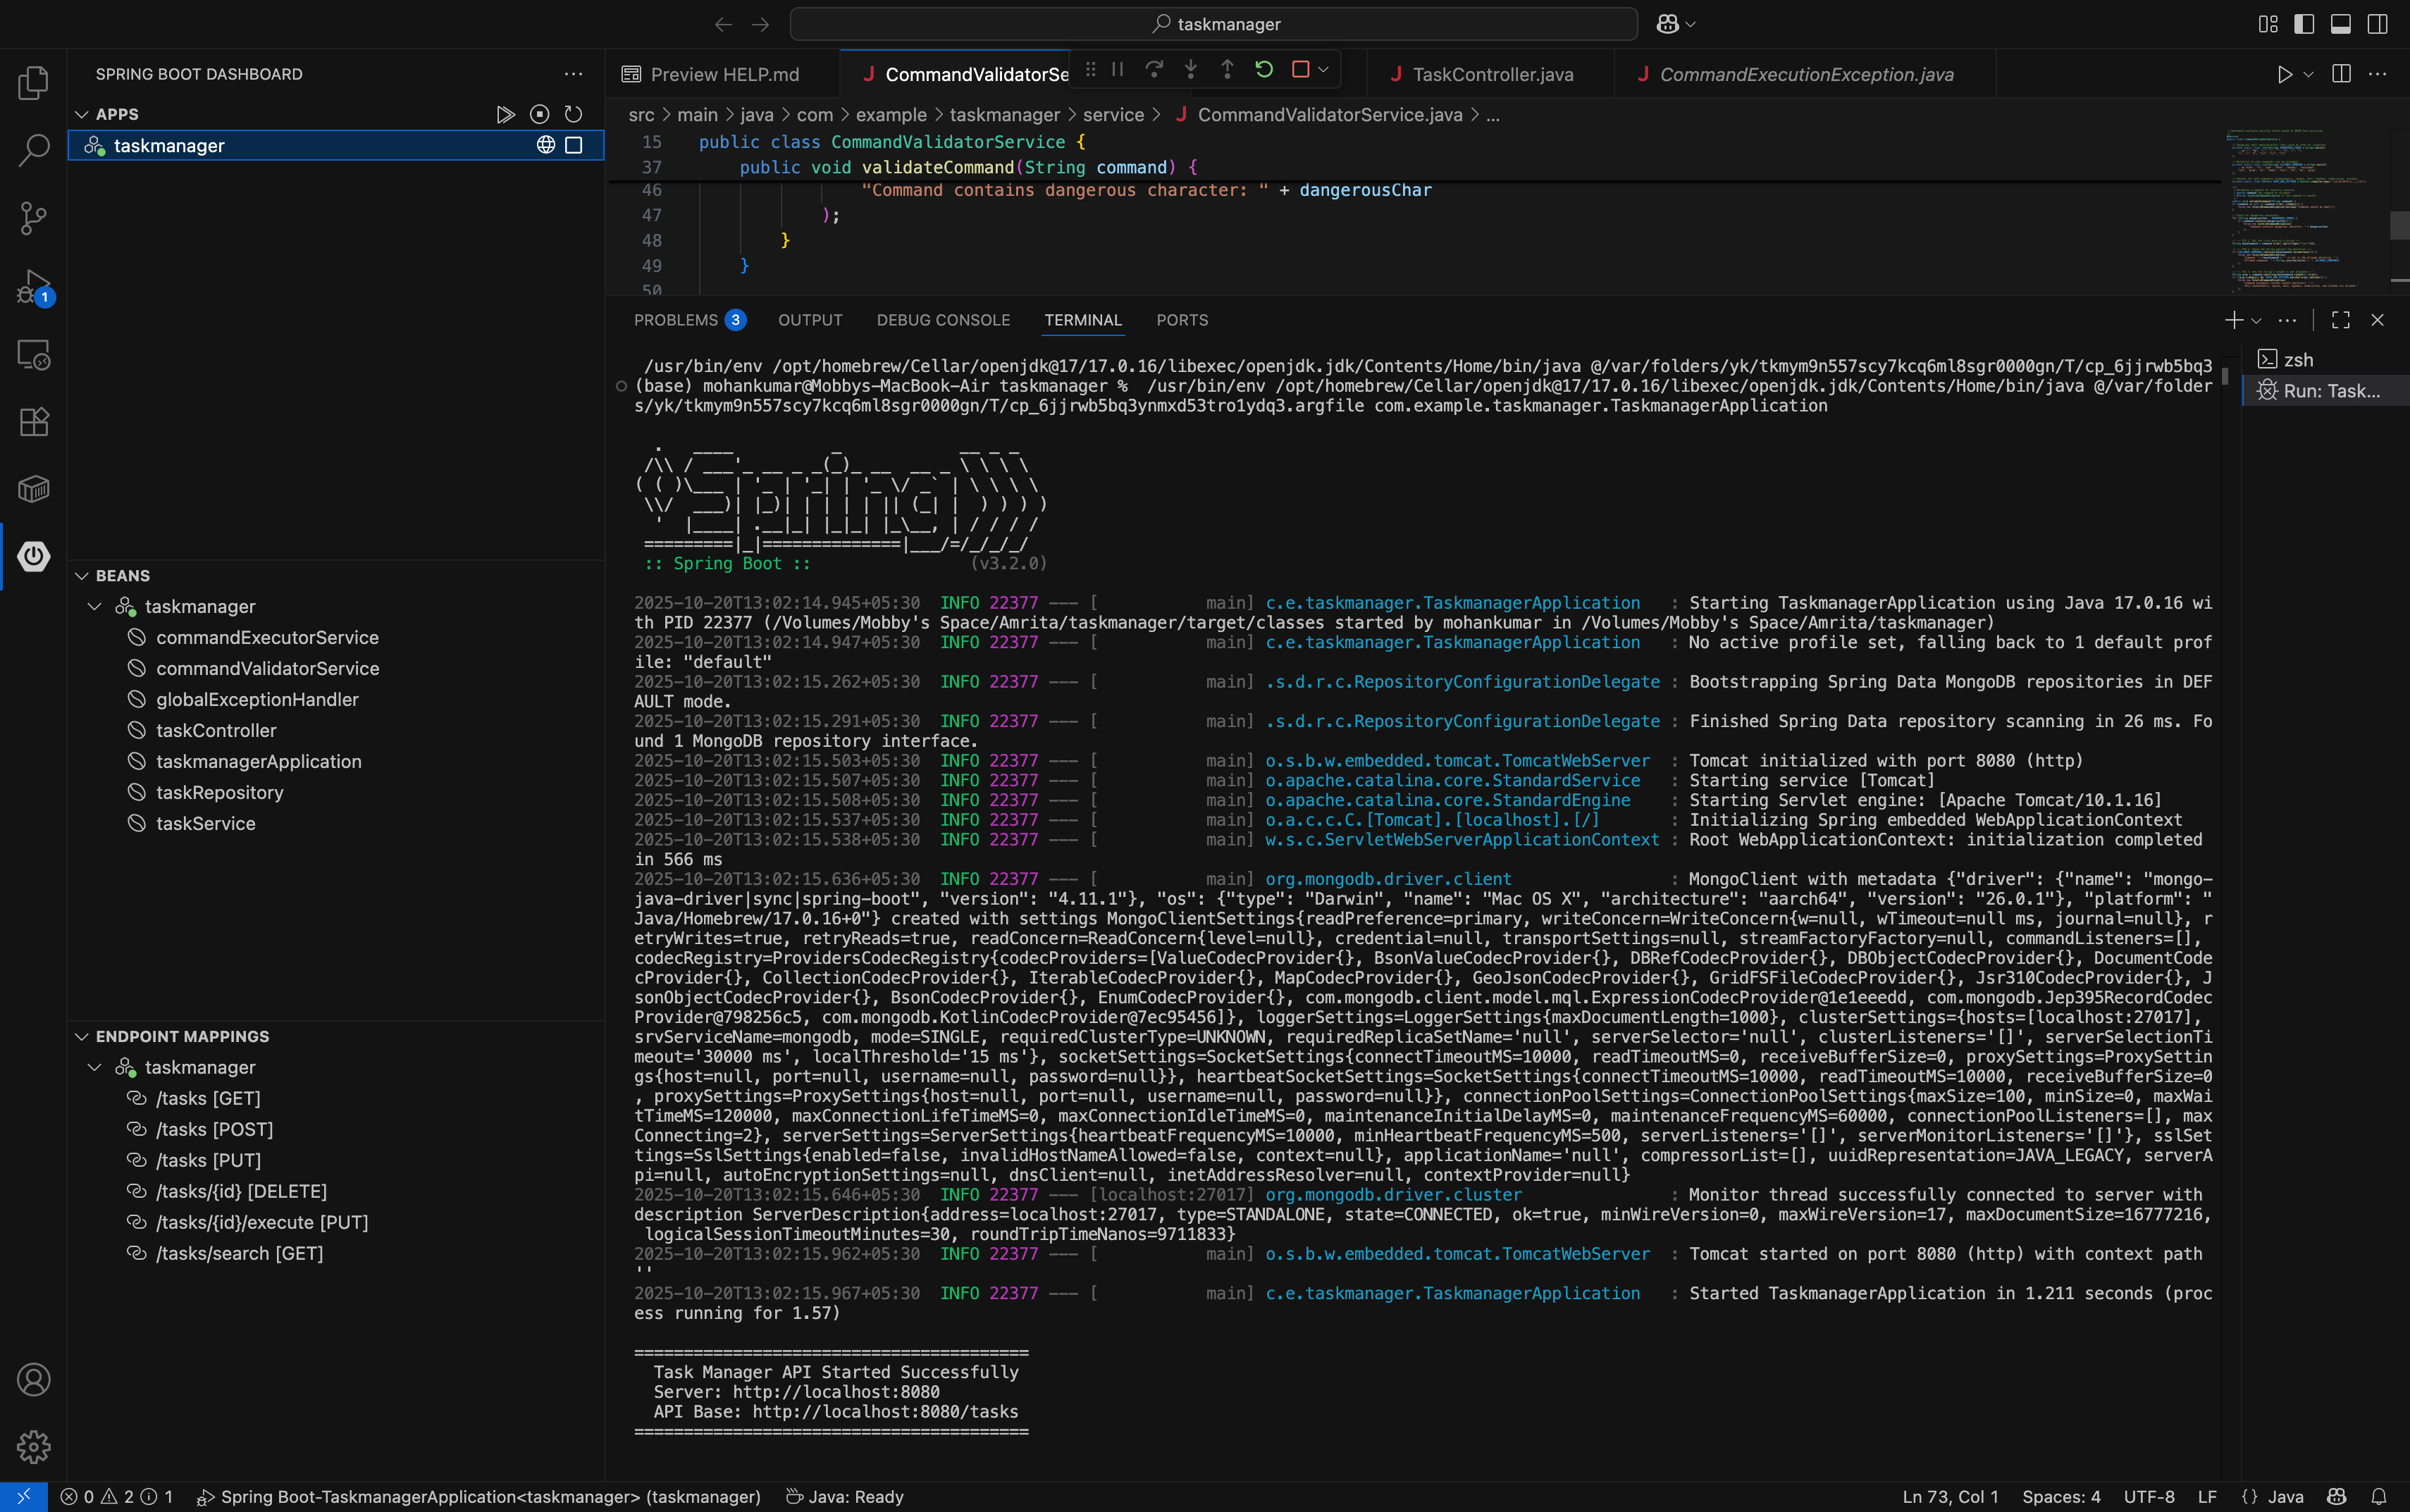 taskmanager
SPRING BOOT DASHBOARD
APPS
taskmanager
BEANS
taskmanager
commandExecutorService
commandValidatorService
globalExceptionHandler
taskController
taskmanagerApplication
taskRepository
taskService
ENDPOINT MAPPINGS
taskmanager
/tasks [GET]
/tasks [POST]
/tasks [PUT]
/tasks/{id} [DELETE]
/tasks/{id}/execute [PUT]
/tasks/search [GET]
1
Preview HELP.md
CommandValidatorSe
TaskController.java
CommandExecutionException.java
src > main > java > com > example > taskmanager > service > CommandValidatorService.java > ...
15 public class CommandValidatorService {
37 public void validateCommand(String command) {
46 "Command contains dangerous character: " + dangerousChar
47 );
48 }
49 }
50
PROBLEMS 3 OUTPUT DEBUG CONSOLE TERMINAL PORTS
zsh
Run: Task...
/usr/bin/env /opt/homebrew/Cellar/openjdk@17/17.0.16/libexec/openjdk.jdk/Contents/Home/bin/java @/var/folders/yk/tkmym9n557scy7kcq6ml8sgr0000gn/T/cp_6jjrwb5bq3
(base) mohankumar@Mobbys-MacBook-Air taskmanager % /usr/bin/env /opt/homebrew/Cellar/openjdk@17/17.0.16/libexec/openjdk.jdk/Contents/Home/bin/java @/var/folder
s/yk/tkmym9n557scy7kcq6ml8sgr0000gn/T/cp_6jjrwb5bq3ynmxd53tro1ydq3.argfile com.example.taskmanager.TaskmanagerApplication
Spring
:: Spring Boot :: (v3.2.0)
2025-10-20T13:02:14.945+05:30 INFO 22377 --- [ main] c.e.taskmanager.TaskmanagerApplication : Starting TaskmanagerApplication using Java 17.0.16 wi
th PID 22377 (/Volumes/Mobby's Space/Amrita/taskmanager/target/classes started by mohankumar in /Volumes/Mobby's Space/Amrita/taskmanager)
2025-10-20T13:02:14.947+05:30 INFO 22377 --- [ main] c.e.taskmanager.TaskmanagerApplication : No active profile set, falling back to 1 default prof
ile: "default"
2025-10-20T13:02:15.262+05:30 INFO 22377 --- [ main] .s.d.r.c.RepositoryConfigurationDelegate : Bootstrapping Spring Data MongoDB repositories in DEF
AULT mode.
2025-10-20T13:02:15.291+05:30 INFO 22377 --- [ main] .s.d.r.c.RepositoryConfigurationDelegate : Finished Spring Data repository scanning in 26 ms. Fo
und 1 MongoDB repository interface.
2025-10-20T13:02:15.503+05:30 INFO 22377 --- [ main] o.s.b.w.embedded.tomcat.TomcatWebServer : Tomcat initialized with port 8080 (http)
2025-10-20T13:02:15.507+05:30 INFO 22377 --- [ main] o.apache.catalina.core.StandardService : Starting service [Tomcat]
2025-10-20T13:02:15.508+05:30 INFO 22377 --- [ main] o.apache.catalina.core.StandardEngine : Starting Servlet engine: [Apache Tomcat/10.1.16]
2025-10-20T13:02:15.537+05:30 INFO 22377 --- [ main] o.a.c.c.C.[Tomcat].[localhost].[/] : Initializing Spring embedded WebApplicationContext
2025-10-20T13:02:15.538+05:30 INFO 22377 --- [ main] w.s.c.ServletWebServerApplicationContext : Root WebApplicationContext: initialization completed
in 566 ms
2025-10-20T13:02:15.636+05:30 INFO 22377 --- [ main] org.mongodb.driver.client : MongoClient with metadata {"driver": {"name": "mongo-
java-driver|sync|spring-boot", "version": "4.11.1"}, "os": {"type": "Darwin", "name": "Mac OS X", "architecture": "aarch64", "version": "26.0.1"}, "platform": "
Java/Homebrew/17.0.16+0"} created with settings MongoClientSettings{readPreference=primary, writeConcern=WriteConcern{w=null, wTimeout=null ms, journal=null}, r
etryWrites=true, retryReads=true, readConcern=ReadConcern{level=null}, credential=null, transportSettings=null, streamFactoryFactory=null, commandListeners=[],
codecRegistry=ProvidersCodecRegistry{codecProviders=[ValueCodecProvider{}, BsonValueCodecProvider{}, DBRefCodecProvider{}, DBObjectCodecProvider{}, DocumentCode
cProvider{}, CollectionCodecProvider{}, IterableCodecProvider{}, MapCodecProvider{}, GeoJsonCodecProvider{}, GridFSFileCodecProvider{}, Jsr310CodecProvider{}, J
sonObjectCodecProvider{}, BsonCodecProvider{}, EnumCodecProvider{}, com.mongodb.client.model.mql.ExpressionCodecProvider@1e1eeedd, com.mongodb.Jep395RecordCodec
Provider@798256c5, com.mongodb.KotlinCodecProvider@7ec95456]}, loggerSettings=LoggerSettings{maxDocumentLength=1000}, clusterSettings={hosts=[localhost:27017],
srvServiceName=mongodb, mode=SINGLE, requiredClusterType=UNKNOWN, requiredReplicaSetName='null', serverSelector='null', clusterListeners='[]', serverSelectionTi
meout='30000 ms', localThreshold='15 ms'}, socketSettings=SocketSettings{connectTimeoutMS=10000, readTimeoutMS=0, receiveBufferSize=0, proxySettings=ProxySettin
gs{host=null, port=null, username=null, password=null}}, heartbeatSocketSettings=SocketSettings{connectTimeoutMS=10000, readTimeoutMS=10000, receiveBufferSize=0
, proxySettings=ProxySettings{host=null, port=null, username=null, password=null}}, connectionPoolSettings=ConnectionPoolSettings{maxSize=100, minSize=0, maxWai
tTimeMS=120000, maxConnectionLifeTimeMS=0, maxConnectionIdleTimeMS=0, maintenanceInitialDelayMS=0, maintenanceFrequencyMS=60000, connectionPoolListeners=[], max
Connecting=2}, serverSettings=ServerSettings{heartbeatFrequencyMS=10000, minHeartbeatFrequencyMS=500, serverListeners='[]', serverMonitorListeners='[]'}, sslSet
tings=SslSettings{enabled=false, invalidHostNameAllowed=false, context=null}, applicationName='null', compressorList=[], uuidRepresentation=JAVA_LEGACY, serverA
pi=null, autoEncryptionSettings=null, dnsClient=null, inetAddressResolver=null, contextProvider=null}
2025-10-20T13:02:15.646+05:30 INFO 22377 --- [localhost:27017] org.mongodb.driver.cluster : Monitor thread successfully connected to server with
description ServerDescription{address=localhost:27017, type=STANDALONE, state=CONNECTED, ok=true, minWireVersion=0, maxWireVersion=17, maxDocumentSize=16777216,
logicalSessionTimeoutMinutes=30, roundTripTimeNanos=9711833}
2025-10-20T13:02:15.962+05:30 INFO 22377 --- [ main] o.s.b.w.embedded.tomcat.TomcatWebServer : Tomcat started on port 8080 (http) with context path
''
2025-10-20T13:02:15.967+05:30 INFO 22377 --- [ main] c.e.taskmanager.TaskmanagerApplication : Started TaskmanagerApplication in 1.211 seconds (proc
ess running for 1.57)
========================================
Task Manager API Started Successfully
Server: http://localhost:8080
API Base: http://localhost:8080/tasks
========================================
0 2 1 Spring Boot-TaskmanagerApplication<taskmanager> (taskmanager) Java: Ready
Ln 73, Col 1 Spaces: 4 UTF-8 LF {} Java